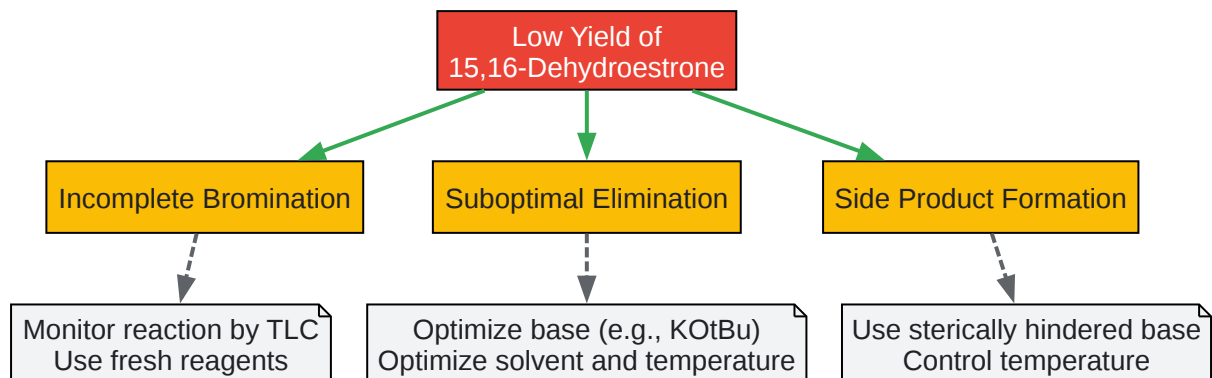 Low Yield of
15,16-Dehydroestrone
Incomplete Bromination
Suboptimal Elimination
Side Product Formation
Monitor reaction by TLC
Use fresh reagents
Optimize base (e.g., KOtBu)
Optimize solvent and temperature
Use sterically hindered base
Control temperature